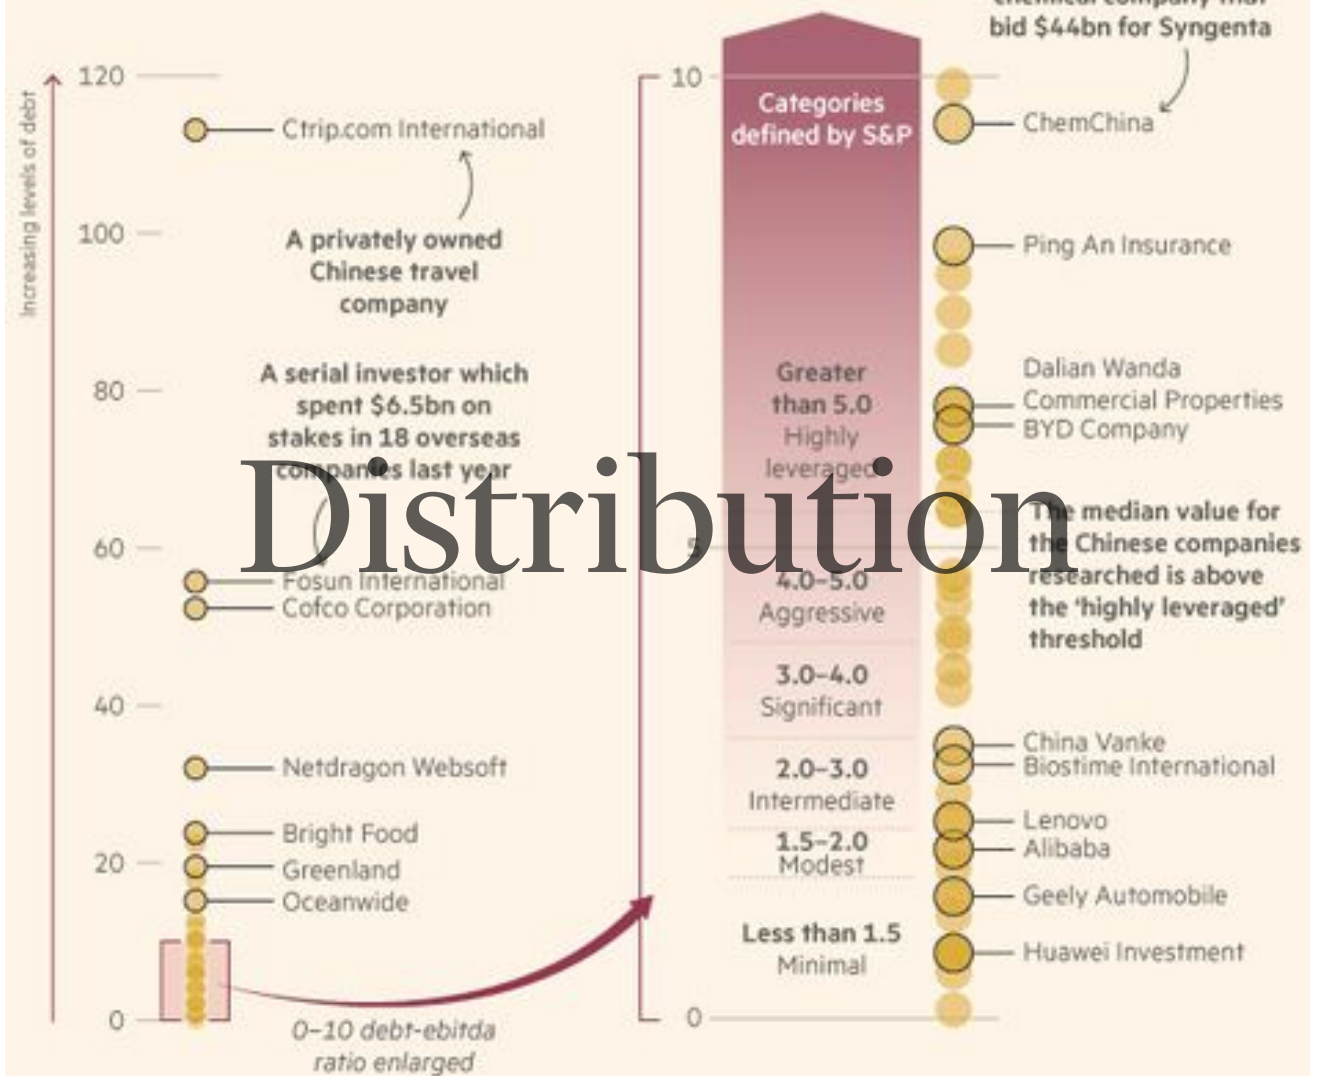 chemical company that
bid $44bn for Syngenta
Increasing levels of debt
120
100
80
60
40
20
0
Ctrip.com International
A privately owned
Chinese travel
company
A serial investor which
spent $6.5bn on
stakes in 18 overseas
companies last year
Fosun International
Cofco Corporation
Netdragon Websoft
Bright Food
Greenland
Oceanwide
0–10 debt-ebitda
ratio enlarged
Distribution
10
5
0
Categories
defined by S&P
Greater
than 5.0
Highly
leveraged
4.0–5.0
Aggressive
3.0–4.0
Significant
2.0–3.0
Intermediate
1.5–2.0
Modest
Less than 1.5
Minimal
ChemChina
Ping An Insurance
Dalian Wanda
Commercial Properties
BYD Company
The median value for
the Chinese companies
researched is above
the ‘highly leveraged’
threshold
China Vanke
Biostime International
Lenovo
Alibaba
Geely Automobile
Huawei Investment